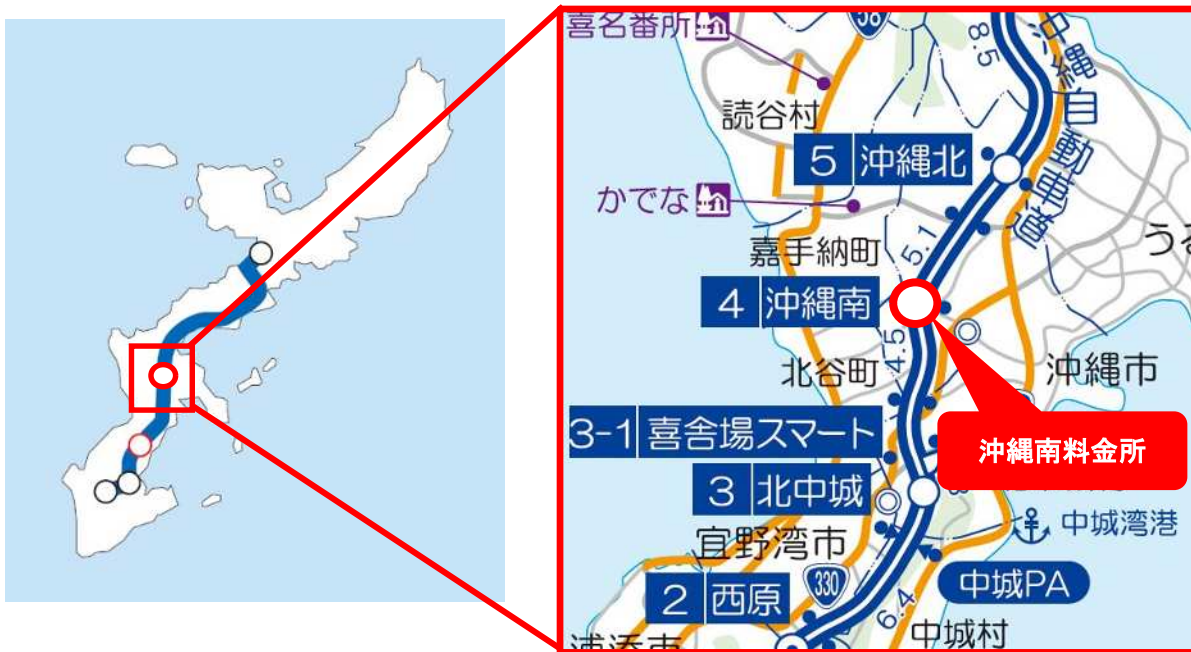 喜名番所
58
8.5
沖縄自動車道
読谷村
5 沖縄北
かでな
嘉手納町
5.1
4 沖縄南
4.5
北谷町
沖縄市
3-1 喜舎場スマート
沖縄南料金所
3 北中城
中城湾港
宜野湾市
330
中城PA
2 西原
6.4
中城村